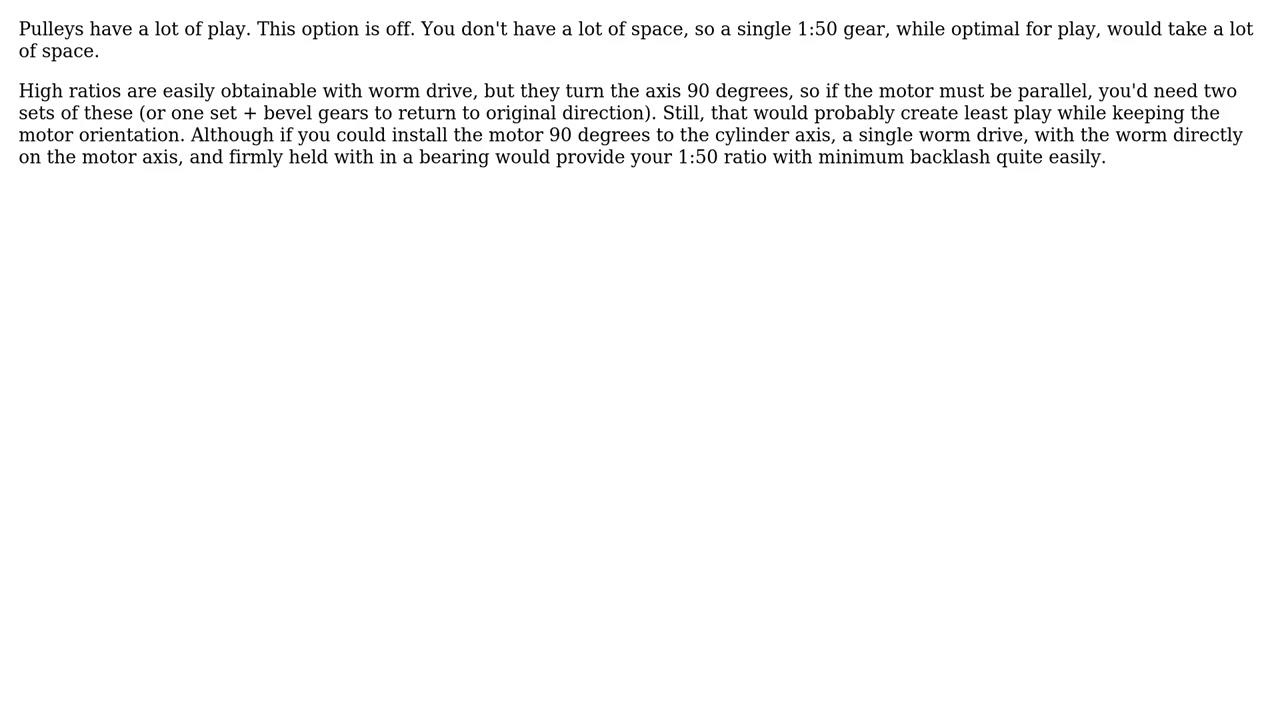 Pulleys have a lot of play. This option is off. You don't have a lot of space, so a single 1:50 gear, while optimal for play, would take a lot
of space.
High ratios are easily obtainable with worm drive, but they turn the axis 90 degrees, so if the motor must be parallel, you'd need two
sets of these (or one set + bevel gears to return to original direction). Still, that would probably create least play while keeping the
motor orientation. Although if you could install the motor 90 degrees to the cylinder axis, a single worm drive, with the worm directly
on the motor axis, and firmly held with in a bearing would provide your 1:50 ratio with minimum backlash quite easily.